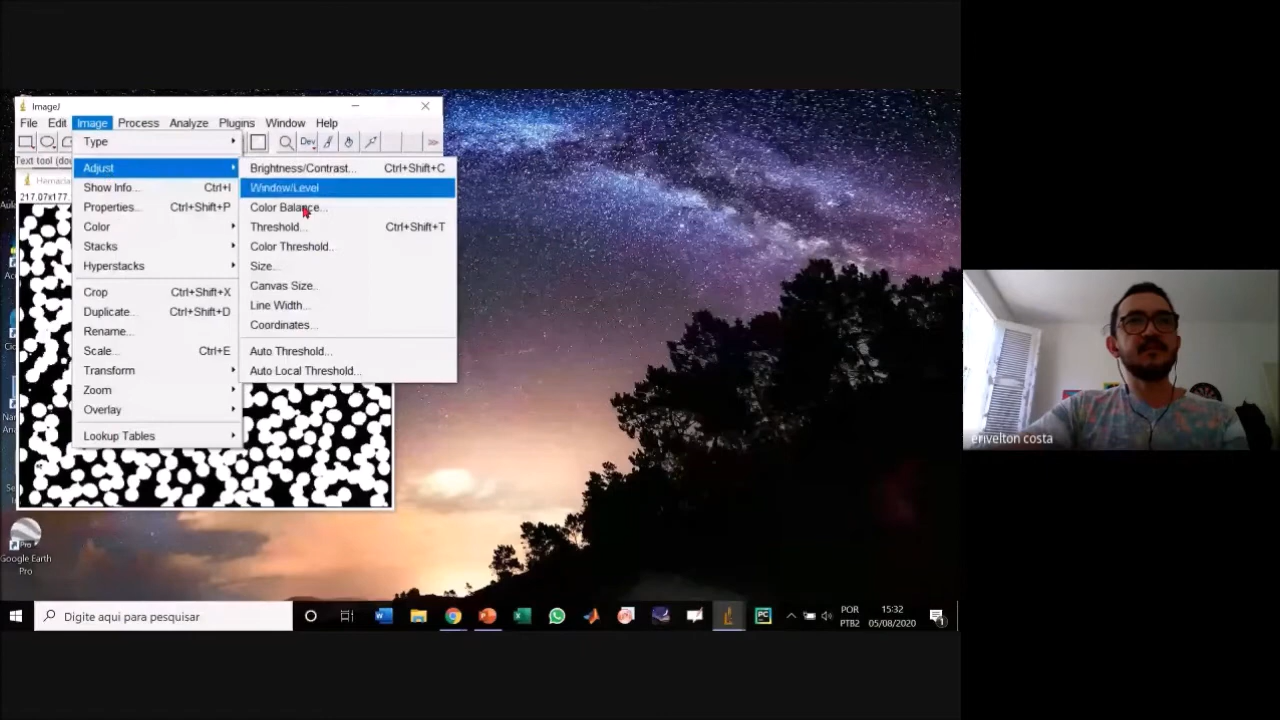 ImageJ
File Edit Image Process Analyze Plugins Window Help
Type
Dev
>>
Text tool (dou
Adjust
Brightness/Contrast... Ctrl+Shift+C
Show Info... Ctrl+I
Window/Level
217.07x177.
Properties... Ctrl+Shift+P
Color Balance...
Color
Threshold... Ctrl+Shift+T
Stacks
Color Threshold...
Hyperstacks
Size...
Canvas Size...
Crop Ctrl+Shift+X
Line Width...
Duplicate... Ctrl+Shift+D
Coordinates...
Rename...
Scale... Ctrl+E
Auto Threshold...
Transform
Auto Local Threshold...
Zoom
Overlay
Lookup Tables
erivelton costa
Pro
Google Earth
Pro
Digite aqui para pesquisar
POR
PTB2
15:32
05/08/2020
1